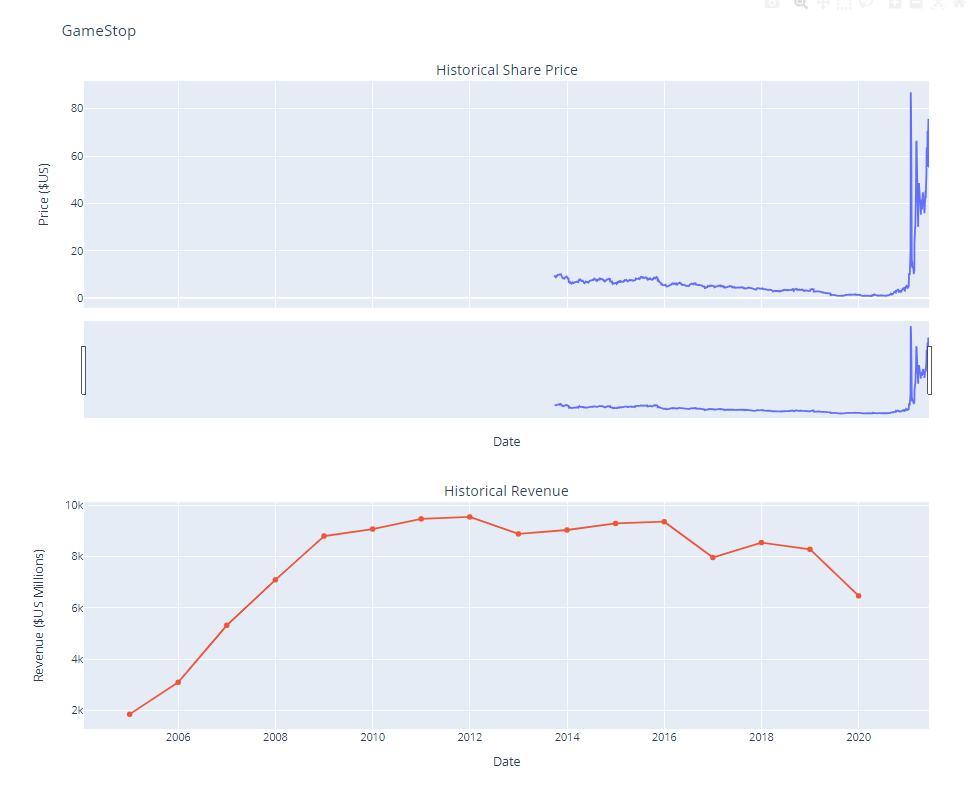 GameStop
Historical Share Price
80
60
40
20
0
Price ($US)
Date
Historical Revenue
10k
8k
6k
4k
2k
Revenue ($US Millions)
2006 2008 2010 2012 2014 2016 2018 2020
Date